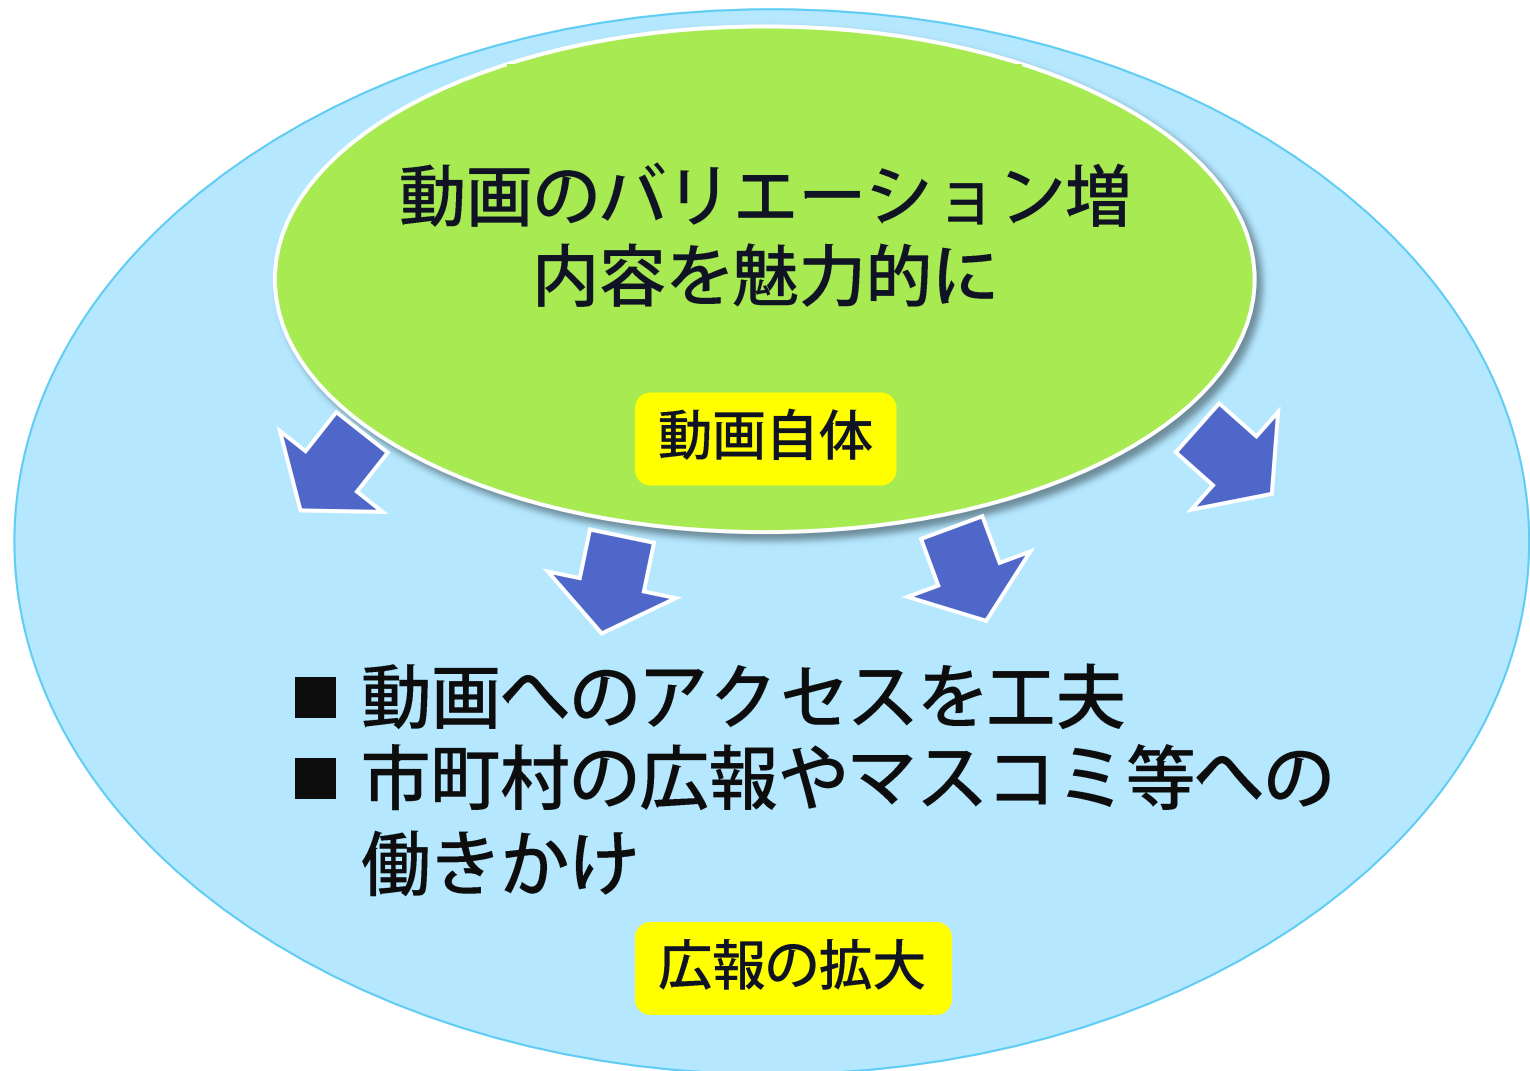 動画のバリエーション増
内容を魅力的に
動画自体
■ 動画へのアクセスを工夫
■ 市町村の広報やマスコミ等への
働きかけ
広報の拡大